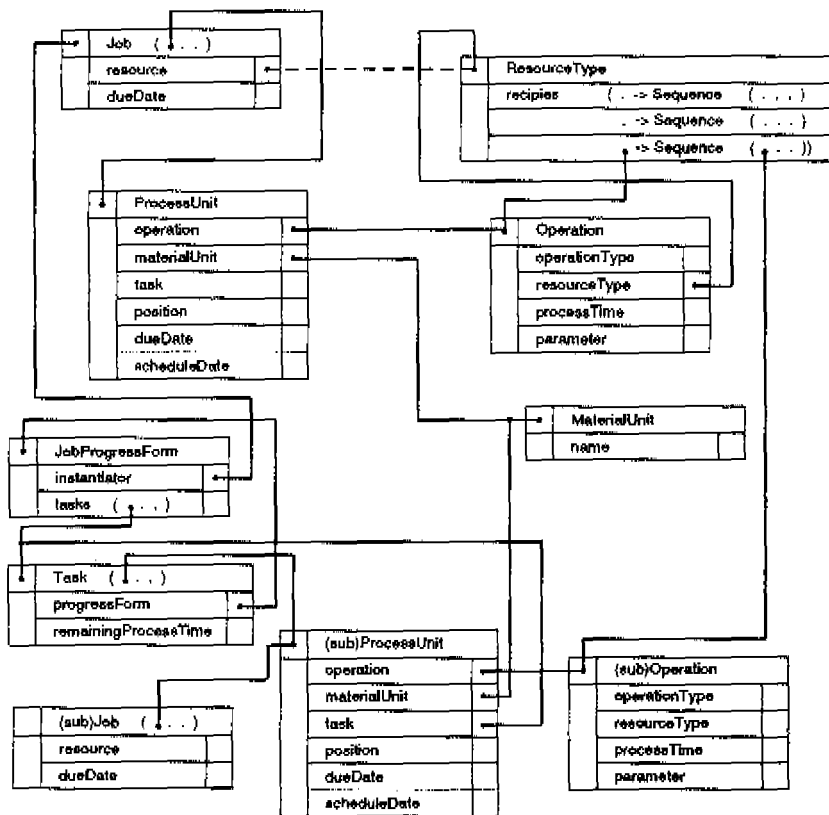 Job ( . . . )
resource
dueDate
ResourceType
recipies ( . -> Sequence ( . . . )
. -> Sequence ( . . . )
. -> Sequence ( . . . ))
ProcessUnit
operation
materialUnit
task
position
dueDate
scheduleDate
Operation
operationType
resourceType
processTime
parameter
MaterialUnit
name
JobProgressForm
instantiator
tasks ( . . . )
Task ( . . . )
progressForm
remainingProcessTime
(sub)Job ( . . . )
resource
dueDate
(sub)ProcessUnit
operation
materialUnit
task
position
dueDate
scheduleDate
(sub)Operation
operationType
resourceType
processTime
parameter